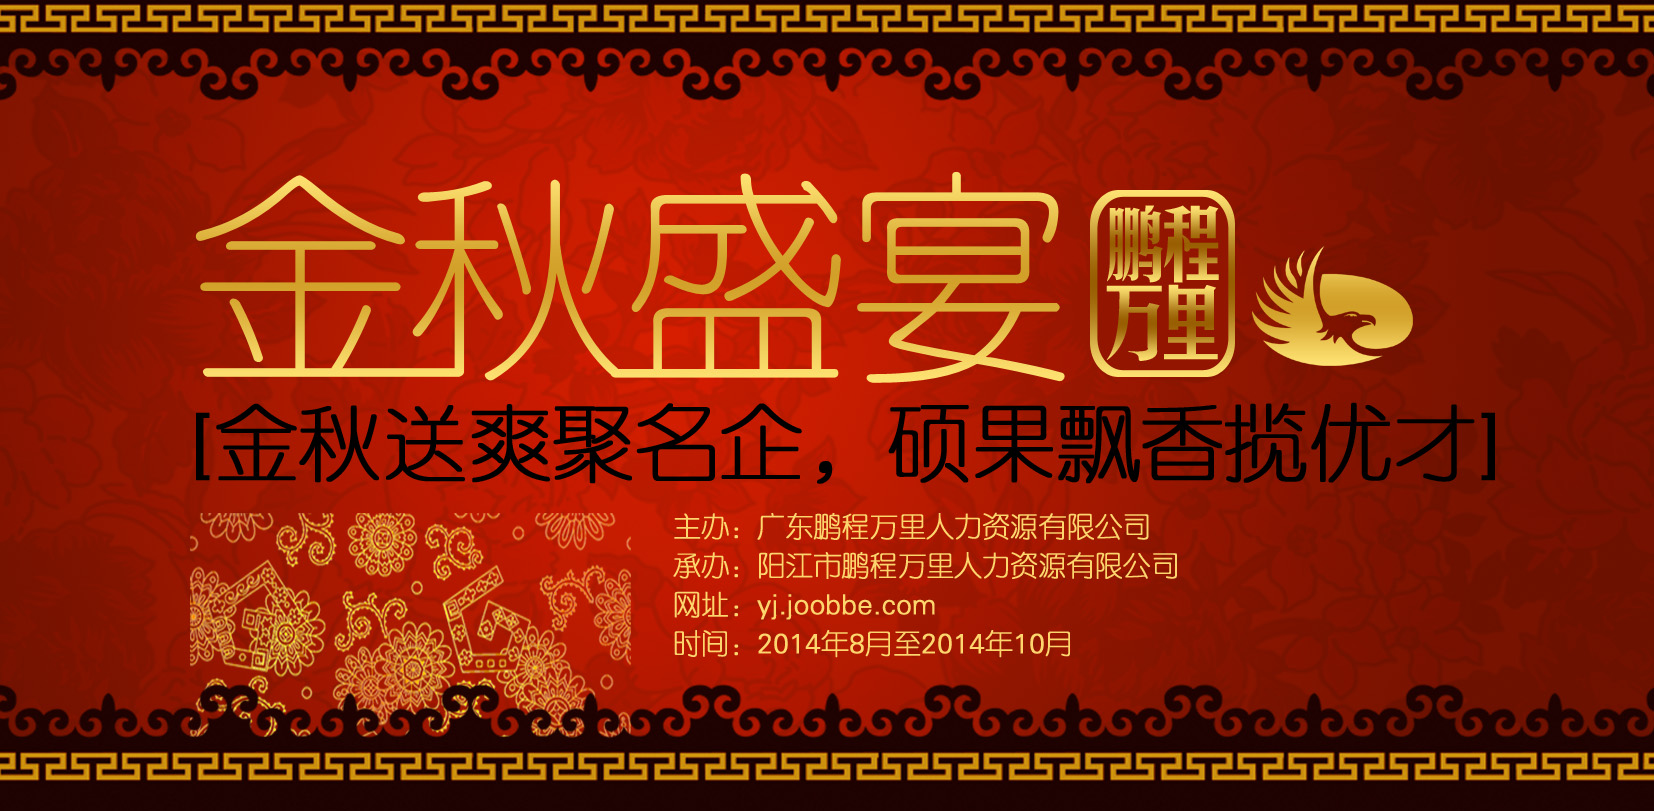 金秋盛宴
鹏程
万里
[金秋送爽聚名企，硕果飘香揽优才]
主办：广东鹏程万里人力资源有限公司
承办：阳江市鹏程万里人力资源有限公司
网址：yj.joobbe.com
时间：2014年8月至2014年10月